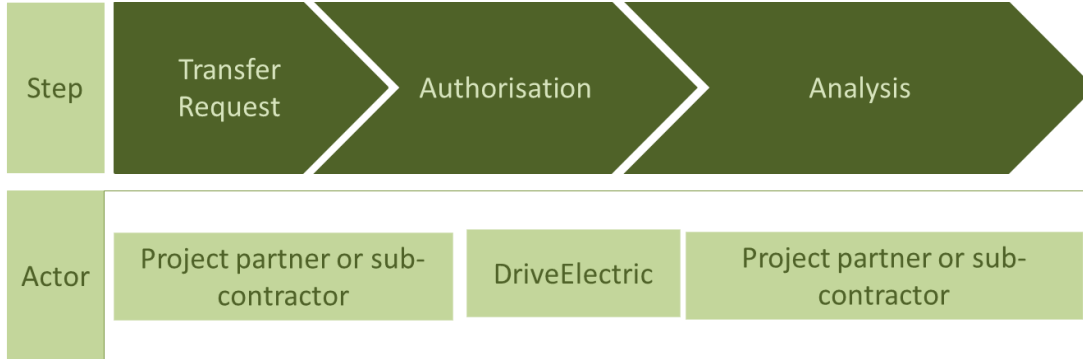 Step
Transfer
Request
Authorisation
Analysis
Actor
Project partner or sub-
contractor
DriveElectric
Project partner or sub-
contractor